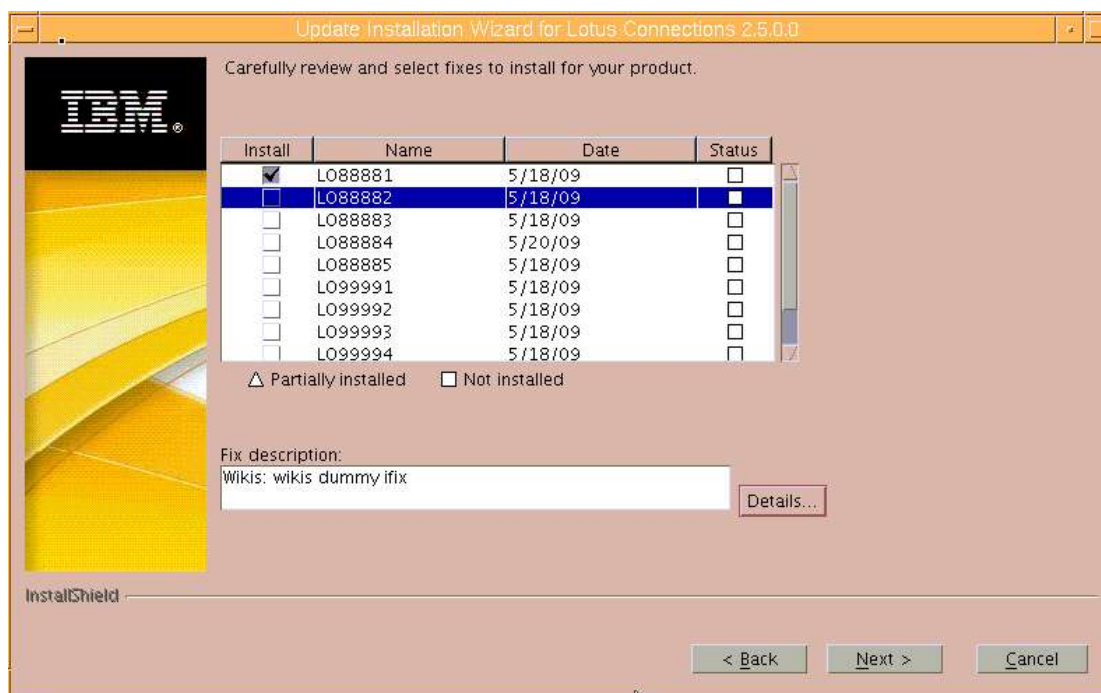 Update Installation Wizard for Lotus Connections 2.5.0.0
IBM®
Carefully review and select fixes to install for your product.
Install Name Date Status
LO88881 5/18/09
LO88882 5/18/09
LO88883 5/18/09
LO88884 5/20/09
LO88885 5/18/09
LO99991 5/18/09
LO99992 5/18/09
LO99993 5/18/09
LO99994 5/18/09
Partially installed Not installed
Fix description:
Wikis: wikis dummy ifix
Details...
InstallShield
< Back Next > Cancel